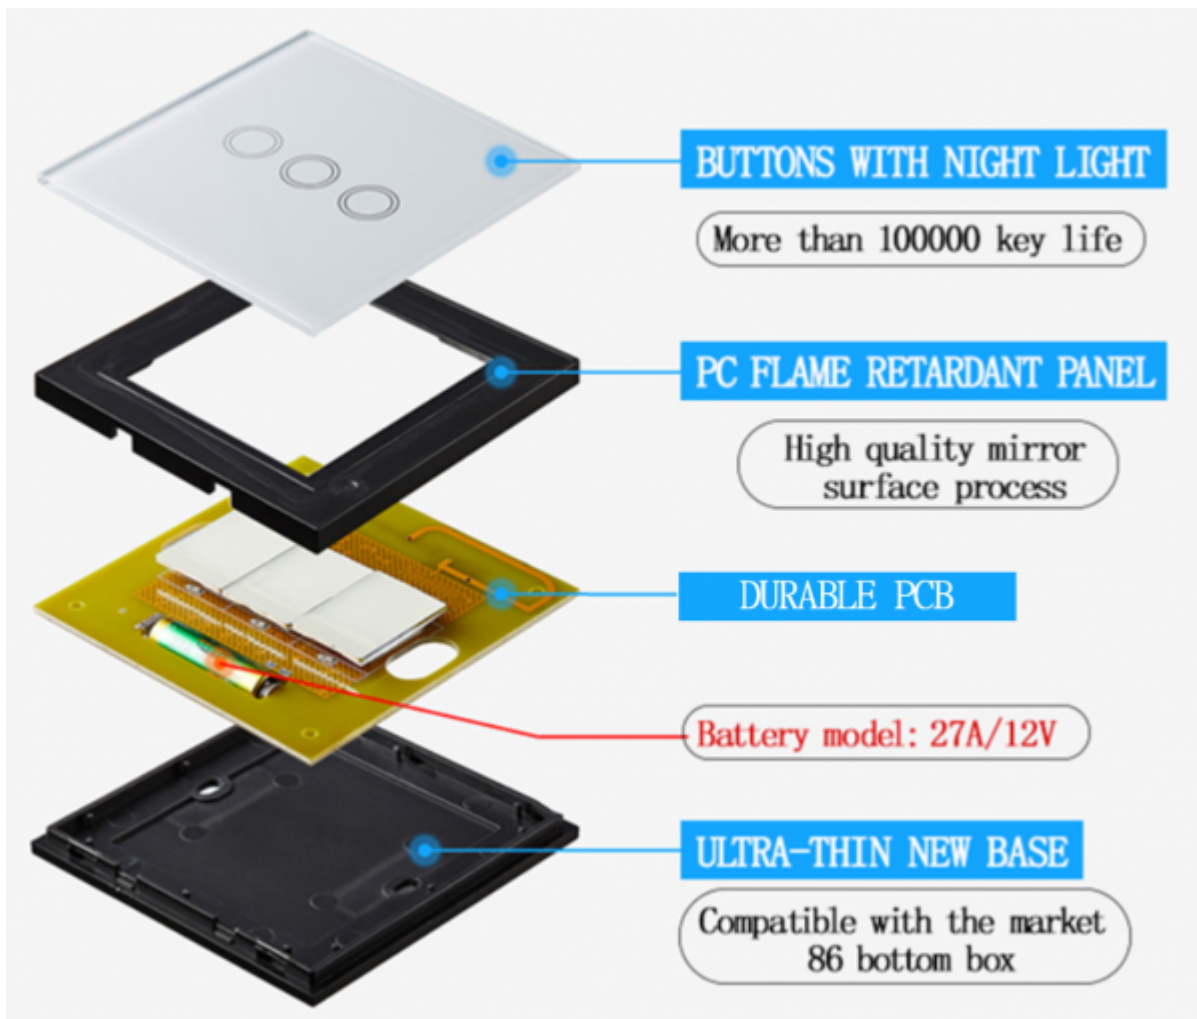 BUTTONS WITH NIGHT LIGHT
More than 100000 key life
PC FLAME RETARDANT PANEL
High quality mirror
surface process
DURABLE PCB
Battery model: 27A/12V
ULTRA-THIN NEW BASE
Compatible with the market
86 bottom box